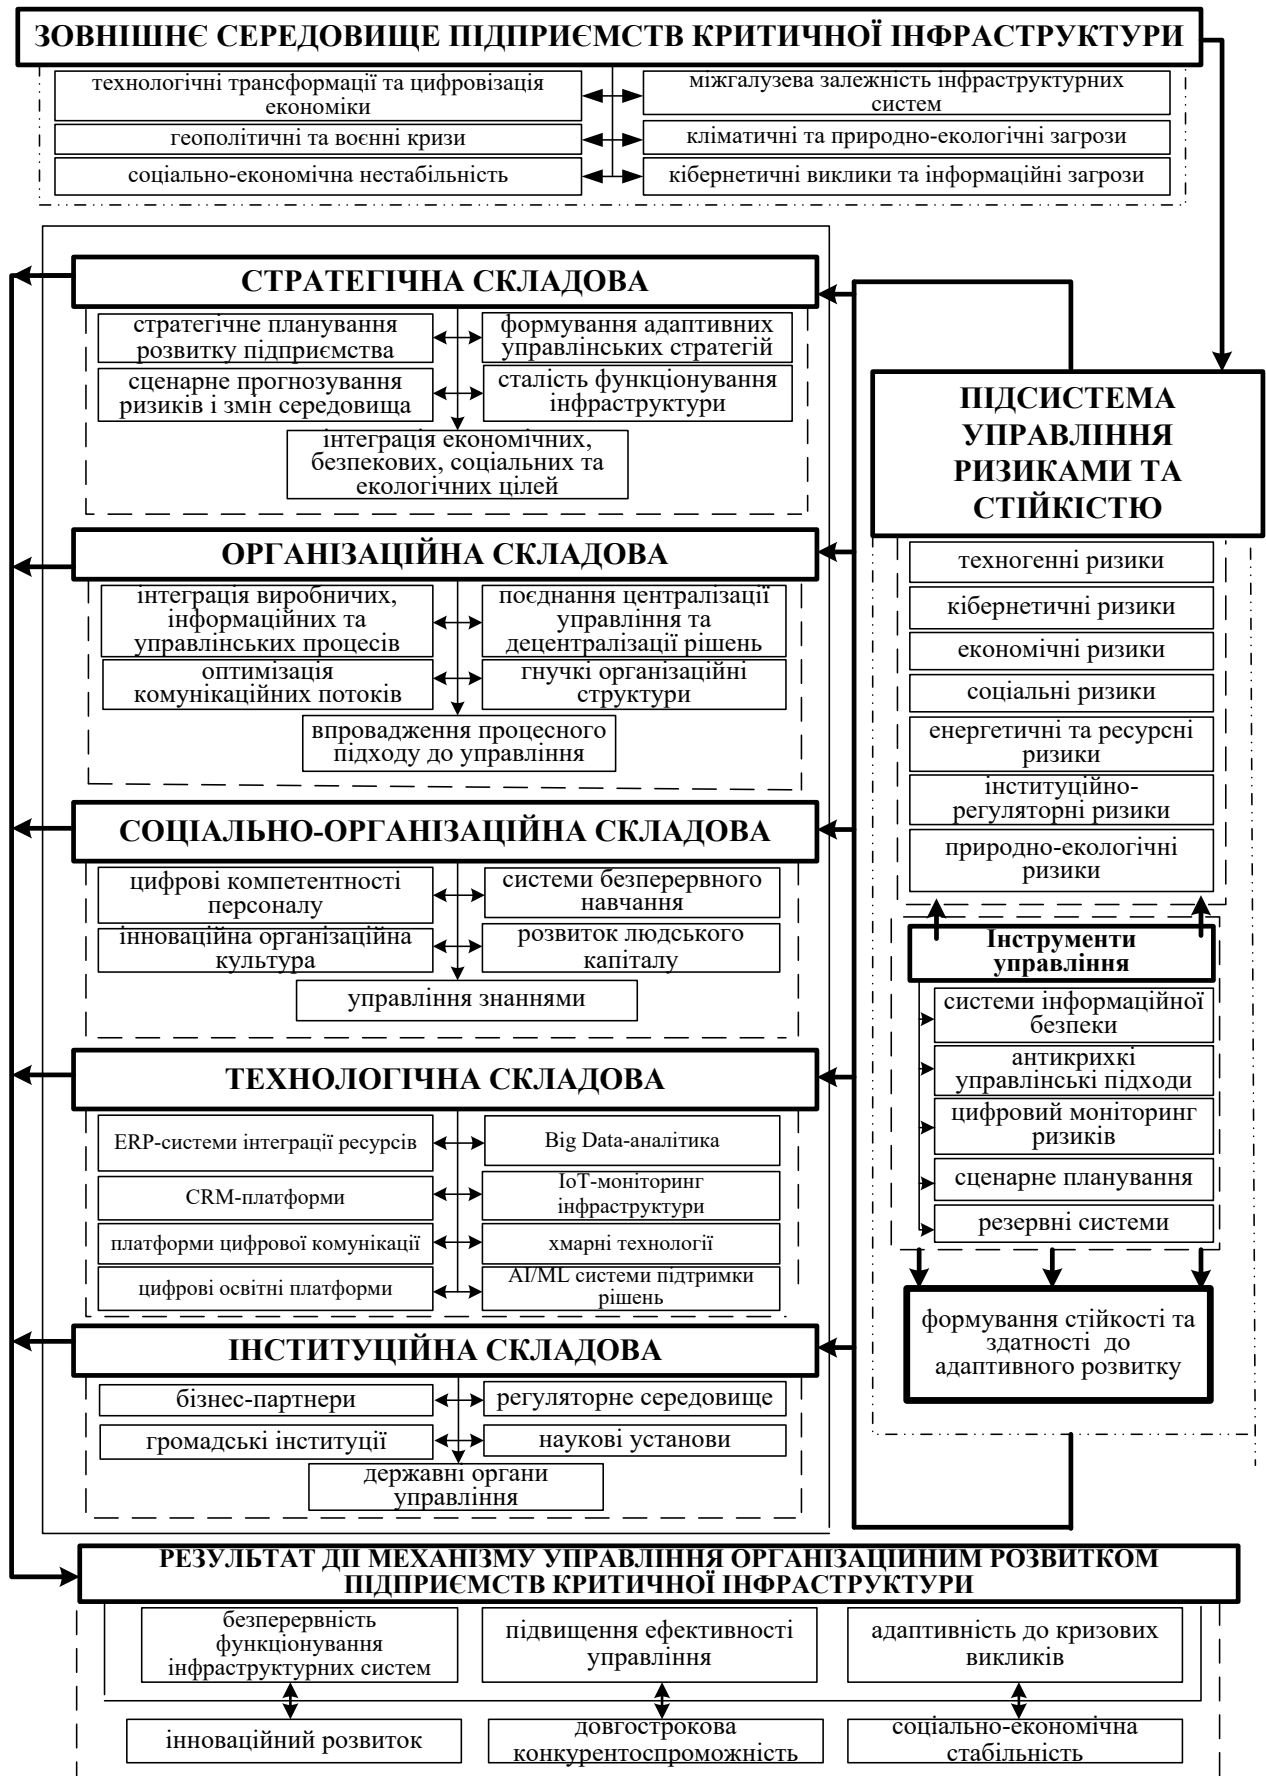 ЗОВНІШНЄ СЕРЕДОВИЩЕ ПІДПРИЄМСТВ КРИТИЧНОЇ ІНФРАСТРУКТУРИ
технологічні трансформації та цифровізація
економіки
міжгалузева залежність інфраструктурних
систем
геополітичні та воєнні кризи
кліматичні та природно-екологічні загрози
соціально-економічна нестабільність
кібернетичні виклики та інформаційні загрози
СТРАТЕГІЧНА СКЛАДОВА
стратегічне планування
розвитку підприємства
формування адаптивних
управлінських стратегій
сценарне прогнозування
ризиків і змін середовища
сталість функціонування
інфраструктури
інтеграція економічних,
безпекових, соціальних та
екологічних цілей
ОРГАНІЗАЦІЙНА СКЛАДОВА
інтеграція виробничих,
інформаційних та
управлінських процесів
поєднання централізації
управління та
децентралізації рішень
оптимізація
комунікаційних потоків
гнучкі організаційні
структури
впровадження процесного
підходу до управління
СОЦІАЛЬНО-ОРГАНІЗАЦІЙНА СКЛАДОВА
цифрові компетентності
персоналу
системи безперервного
навчання
інноваційна організаційна
культура
розвиток людського
капіталу
управління знаннями
ТЕХНОЛОГІЧНА СКЛАДОВА
ERP-системи інтеграції ресурсів
Big Data-аналітика
CRM-платформи
IoT-моніторинг
інфраструктури
платформи цифрової комунікації
хмарні технології
цифрові освітні платформи
AI/ML системи підтримки
рішень
ІНСТИТУЦІЙНА СКЛАДОВА
бізнес-партнери
регуляторне середовище
громадські інституції
наукові установи
державні органи
управління
ПІДСИСТЕМА
УПРАВЛІННЯ
РИЗИКАМИ ТА
СТІЙКІСТЮ
техногенні ризики
кібернетичні ризики
економічні ризики
соціальні ризики
енергетичні та ресурсні
ризики
інституційно-
регуляторні ризики
природно-екологічні
ризики
Інструменти
управління
системи інформаційної
безпеки
антикрихкі
управлінські підходи
цифровий моніторинг
ризиків
сценарне планування
резервні системи
формування стійкості та
здатності до
адаптивного розвитку
РЕЗУЛЬТАТ ДІЇ МЕХАНІЗМУ УПРАВЛІННЯ ОРГАНІЗАЦІЙНИМ РОЗВИТКОМ
ПІДПРИЄМСТВ КРИТИЧНОЇ ІНФРАСТРУКТУРИ
безперервність
функціонування
інфраструктурних систем
підвищення ефективності
управління
адаптивність до кризових
викликів
інноваційний розвиток
довгострокова
конкурентоспроможність
соціально-економічна
стабільність